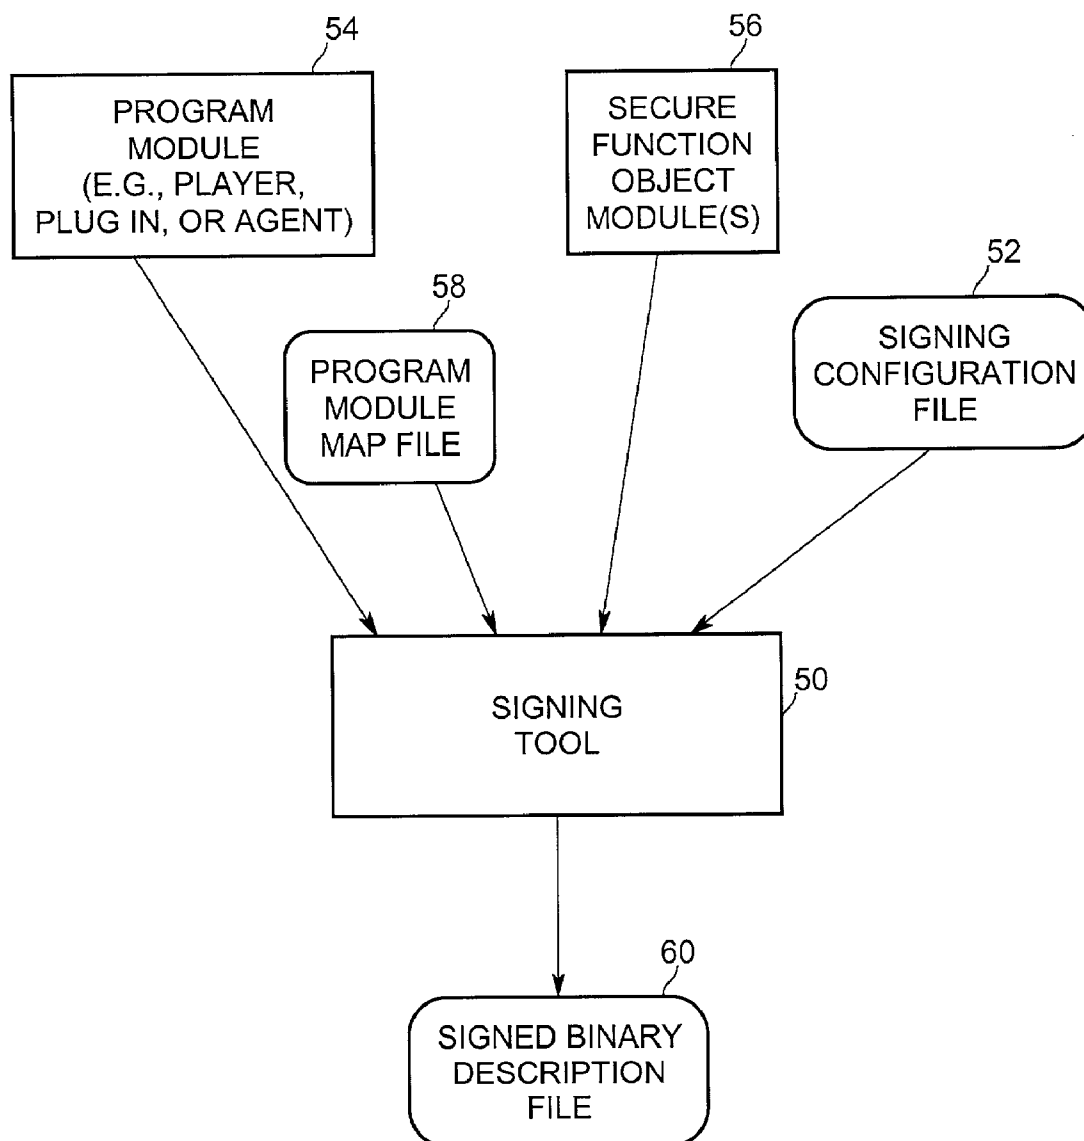 54
PROGRAM
MODULE
(E.G., PLAYER,
PLUG IN, OR AGENT)
56
SECURE
FUNCTION
OBJECT
MODULE(S)
52
SIGNING
CONFIGURATION
FILE
58
PROGRAM
MODULE
MAP FILE
50
SIGNING
TOOL
60
SIGNED BINARY
DESCRIPTION
FILE